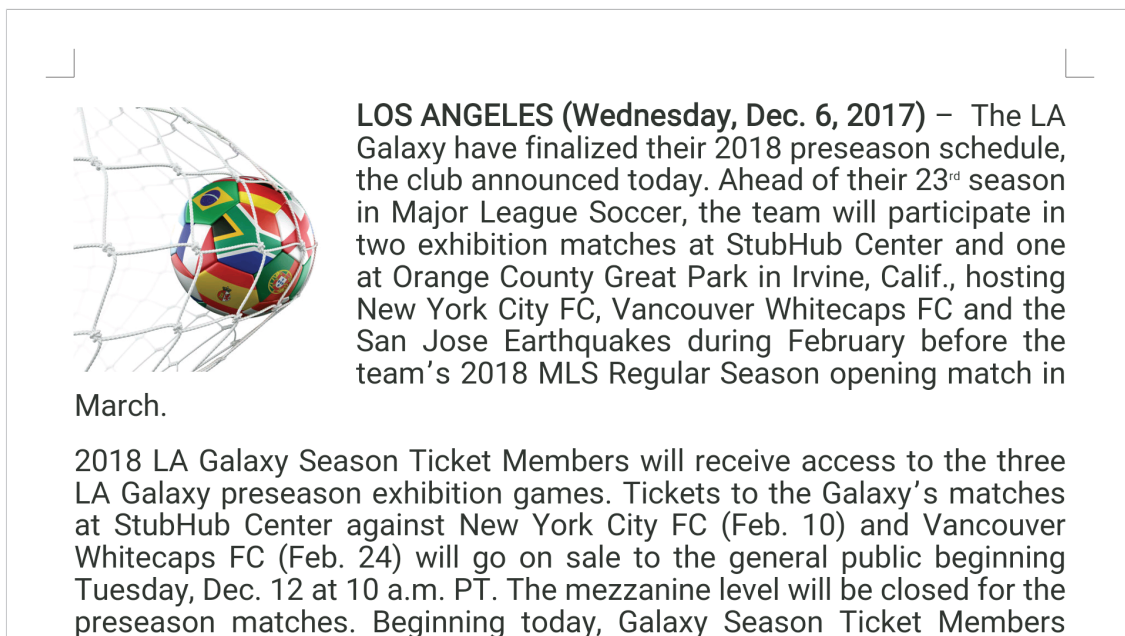 LOS ANGELES (Wednesday, Dec. 6, 2017) – The LA
Galaxy have finalized their 2018 preseason schedule,
the club announced today. Ahead of their 23rd season
in Major League Soccer, the team will participate in
two exhibition matches at StubHub Center and one
at Orange County Great Park in Irvine, Calif., hosting
New York City FC, Vancouver Whitecaps FC and the
San Jose Earthquakes during February before the
team’s 2018 MLS Regular Season opening match in
March.
2018 LA Galaxy Season Ticket Members will receive access to the three
LA Galaxy preseason exhibition games. Tickets to the Galaxy’s matches
at StubHub Center against New York City FC (Feb. 10) and Vancouver
Whitecaps FC (Feb. 24) will go on sale to the general public beginning
Tuesday, Dec. 12 at 10 a.m. PT. The mezzanine level will be closed for the
preseason matches. Beginning today, Galaxy Season Ticket Members